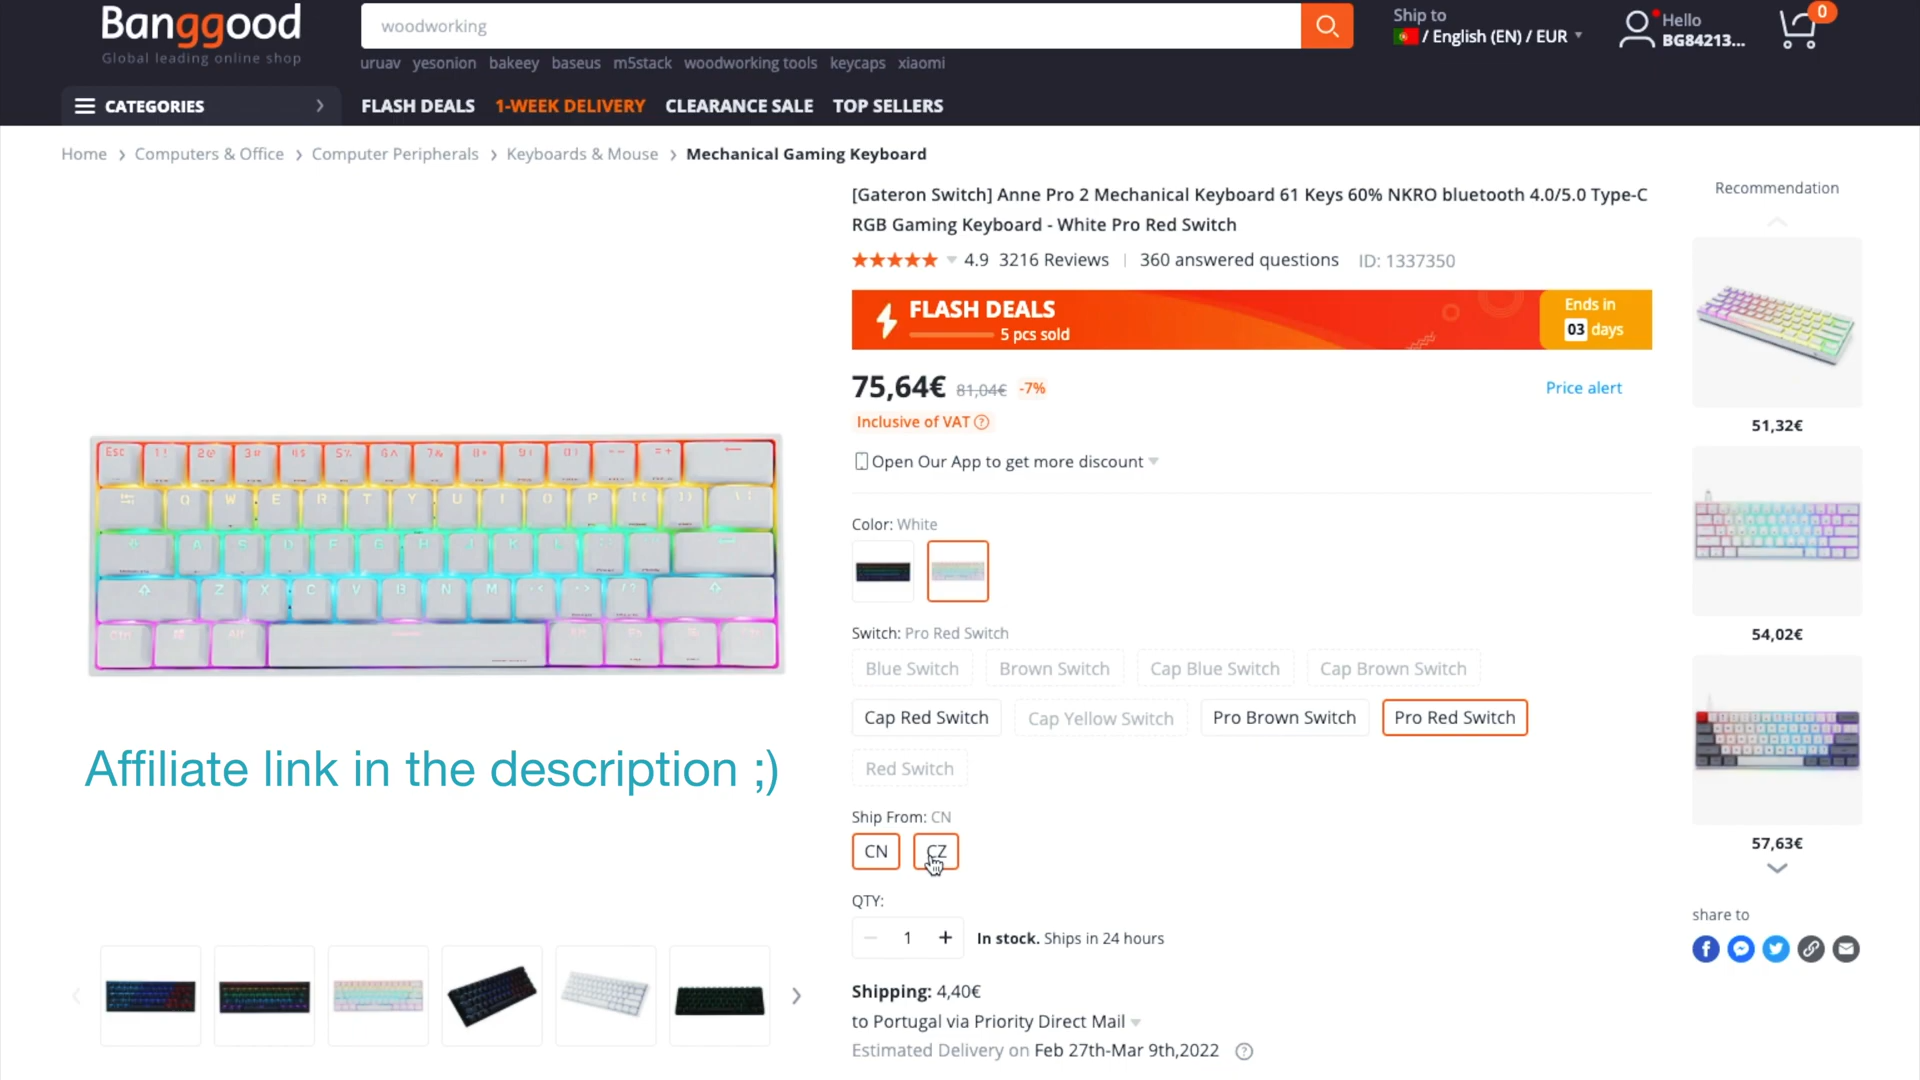 Banggood
Global leading online shop
woodworking
uruav yesonion bakeey baseus m5stack woodworking tools keycaps xiaomi
Ship to
/ English (EN) / EUR
Hello
BG84213...
0
CATEGORIES
FLASH DEALS 1-WEEK DELIVERY CLEARANCE SALE TOP SELLERS
Home > Computers & Office > Computer Peripherals > Keyboards & Mouse > Mechanical Gaming Keyboard
[Gateron Switch] Anne Pro 2 Mechanical Keyboard 61 Keys 60% NKRO bluetooth 4.0/5.0 Type-C
RGB Gaming Keyboard - White Pro Red Switch
4.9 3216 Reviews | 360 answered questions ID: 1337350
FLASH DEALS
5 pcs sold
Ends in
03 days
75,64€ 81,04€ -7%
Price alert
Inclusive of VAT ?
Open Our App to get more discount
Color: White
Switch: Pro Red Switch
Blue Switch Brown Switch Cap Blue Switch Cap Brown Switch
Cap Red Switch Cap Yellow Switch Pro Brown Switch Pro Red Switch
Red Switch
Ship From: CN
CN CZ
QTY:
− 1 + In stock. Ships in 24 hours
Shipping: 4,40€
to Portugal via Priority Direct Mail
Estimated Delivery on Feb 27th-Mar 9th,2022 ?
Recommendation
51,32€
54,02€
57,63€
share to
Esc
Q W E R T Y U I O P
A S D F G H J K L
Z X C V B N M
Ctrl Alt
Affiliate link in the description ;)